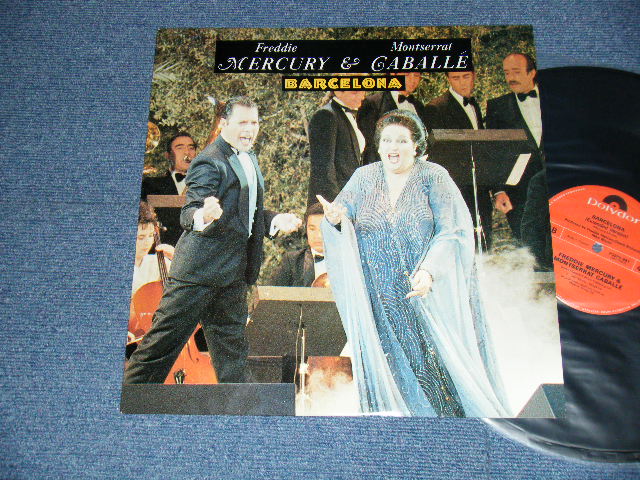 Freddie Montserrat
MERCURY & CABALLÉ
BARCELONA
polydor
BARCELONA
B
FREDDIE MERCURY &
MONTSERRAT CABALLÉ